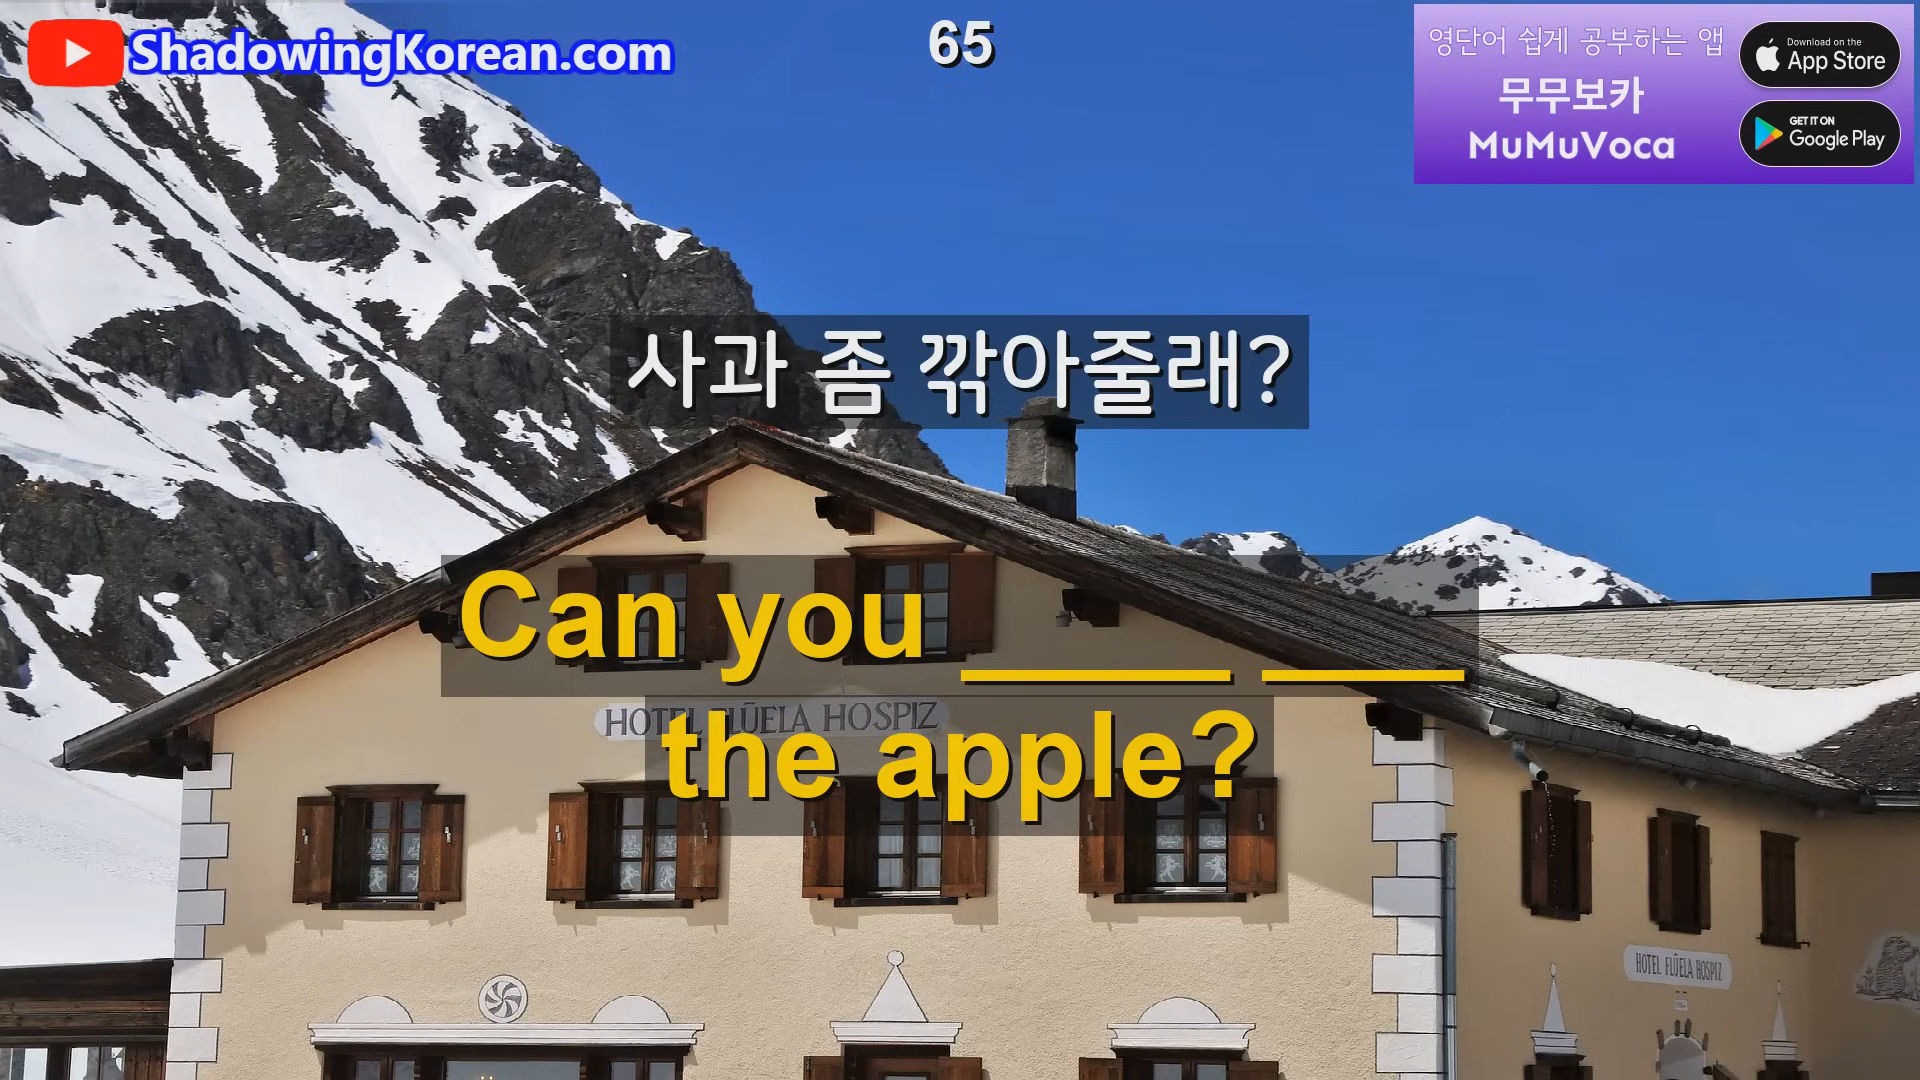 ShadowingKorean.com
65
영단어 쉽게 공부하는 앱
무무보카
MuMuVoca
Download on the
App Store
GET IT ON
Google Play
사과 좀 깎아줄래?
Can you ____ ___
the apple?
HOTEL FLÜELA HOSPIZ
HOTEL FLÜELA HOSPIZ